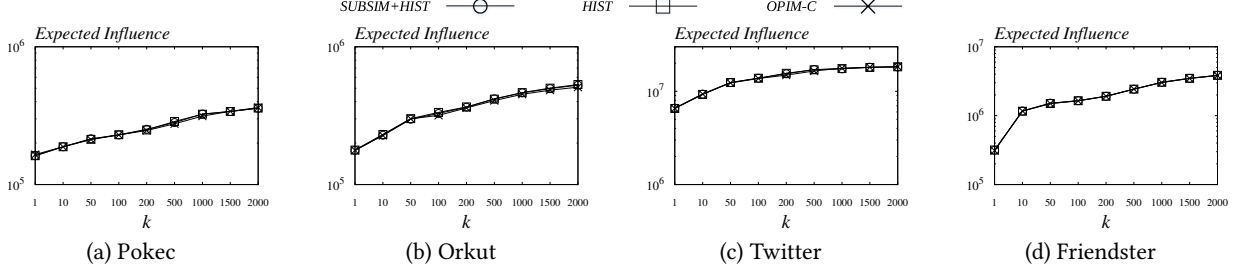 SUBSIM+HIST HIST OPIM-C
Expected Influence
10^6
10^5
1 10 50 100 200 500 1000 1500 2000
k
(a) Pokec
Expected Influence
10^6
10^5
1 10 50 100 200 500 1000 1500 2000
k
(b) Orkut
Expected Influence
10^7
10^6
1 10 50 100 200 500 1000 1500 2000
k
(c) Twitter
Expected Influence
10^7
10^6
10^5
1 10 50 100 200 500 1000 1500 2000
k
(d) Friendster